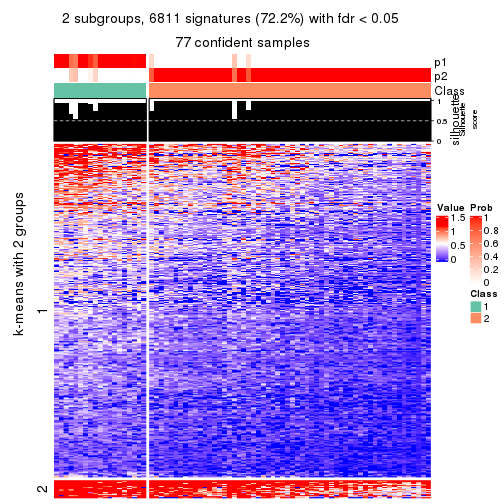 2 subgroups, 6811 signatures (72.2%) with fdr < 0.05
77 confident samples
p1
p2
Class
1
0.5
0
silhouette
Silhouette
score
k-means with 2 groups
1
2
Value
1.5
1
0.5
0
Prob
1
0.8
0.6
0.4
0.2
0
Class
1
2